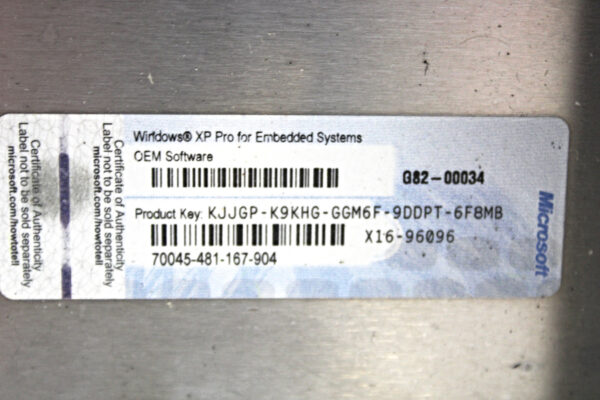 Windows® XP Pro for Embedded Systems
OEM Software
G82-00034
Product Key: KJJGP-K9KHG-GGM6F-9DDPT-6F8MB
X16-96096
70045-481-167-904
Microsoft
Certificate of Authenticity
Label not to be sold separately
microsoft.com/howtotell
Certificate of Authenticity
Label not to be sold separately
microsoft.com/howtotell